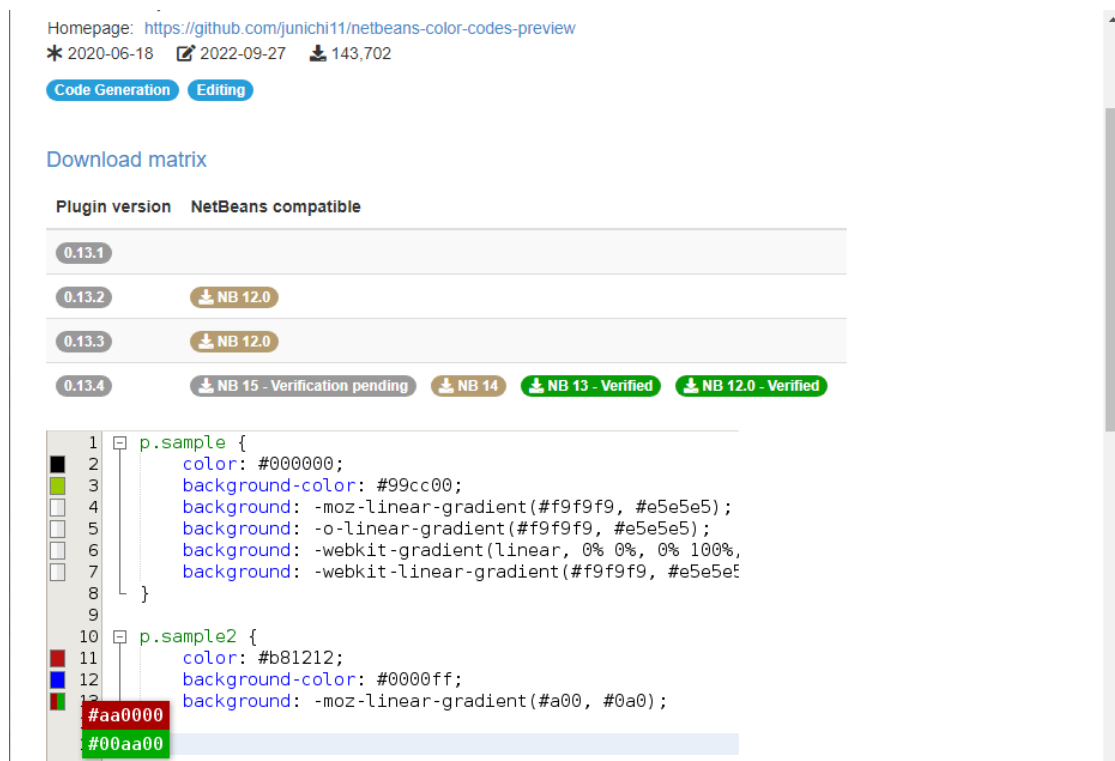 Homepage: https://github.com/junichi11/netbeans-color-codes-preview
2020-06-18 2022-09-27 143,702
Code Generation Editing
Download matrix
Plugin version NetBeans compatible
0.13.1
0.13.2 NB 12.0
0.13.3 NB 12.0
0.13.4 NB 15 - Verification pending NB 14 NB 13 - Verified NB 12.0 - Verified
1 p.sample {
2 color: #000000;
3 background-color: #99cc00;
4 background: -moz-linear-gradient(#f9f9f9, #e5e5e5);
5 background: -o-linear-gradient(#f9f9f9, #e5e5e5);
6 background: -webkit-gradient(linear, 0% 0%, 0% 100%,
7 background: -webkit-linear-gradient(#f9f9f9, #e5e5e5
8 }
9
10 p.sample2 {
11 color: #b81212;
12 background-color: #0000ff;
13 background: -moz-linear-gradient(#a00, #0a0);
#aa0000
#00aa00